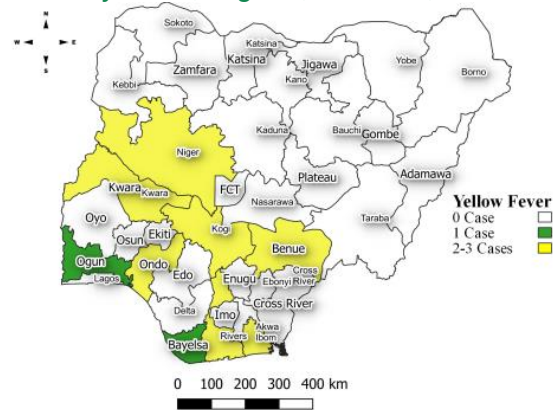 N
W E
S
Sokoto
Katsina
Katsina
Zamfara
Jigawa
Kano
Yobe
Borno
Kebbi
Kaduna
Bauchi
Gombe
Niger
Adamawa
Plateau
Kwara
Kwara
FCT
Nasarawa
Taraba
Oyo
Kogi
Osun
Ekiti
Benue
Ogun
Ondo
Edo
Enugu
Ebonyi
Cross
River
Lagos
Cross River
Delta
Imo
Akwa
Ibom
Rivers
Bayelsa
Yellow Fever
0 Case
1 Case
2-3 Cases
0 100 200 300 400 km